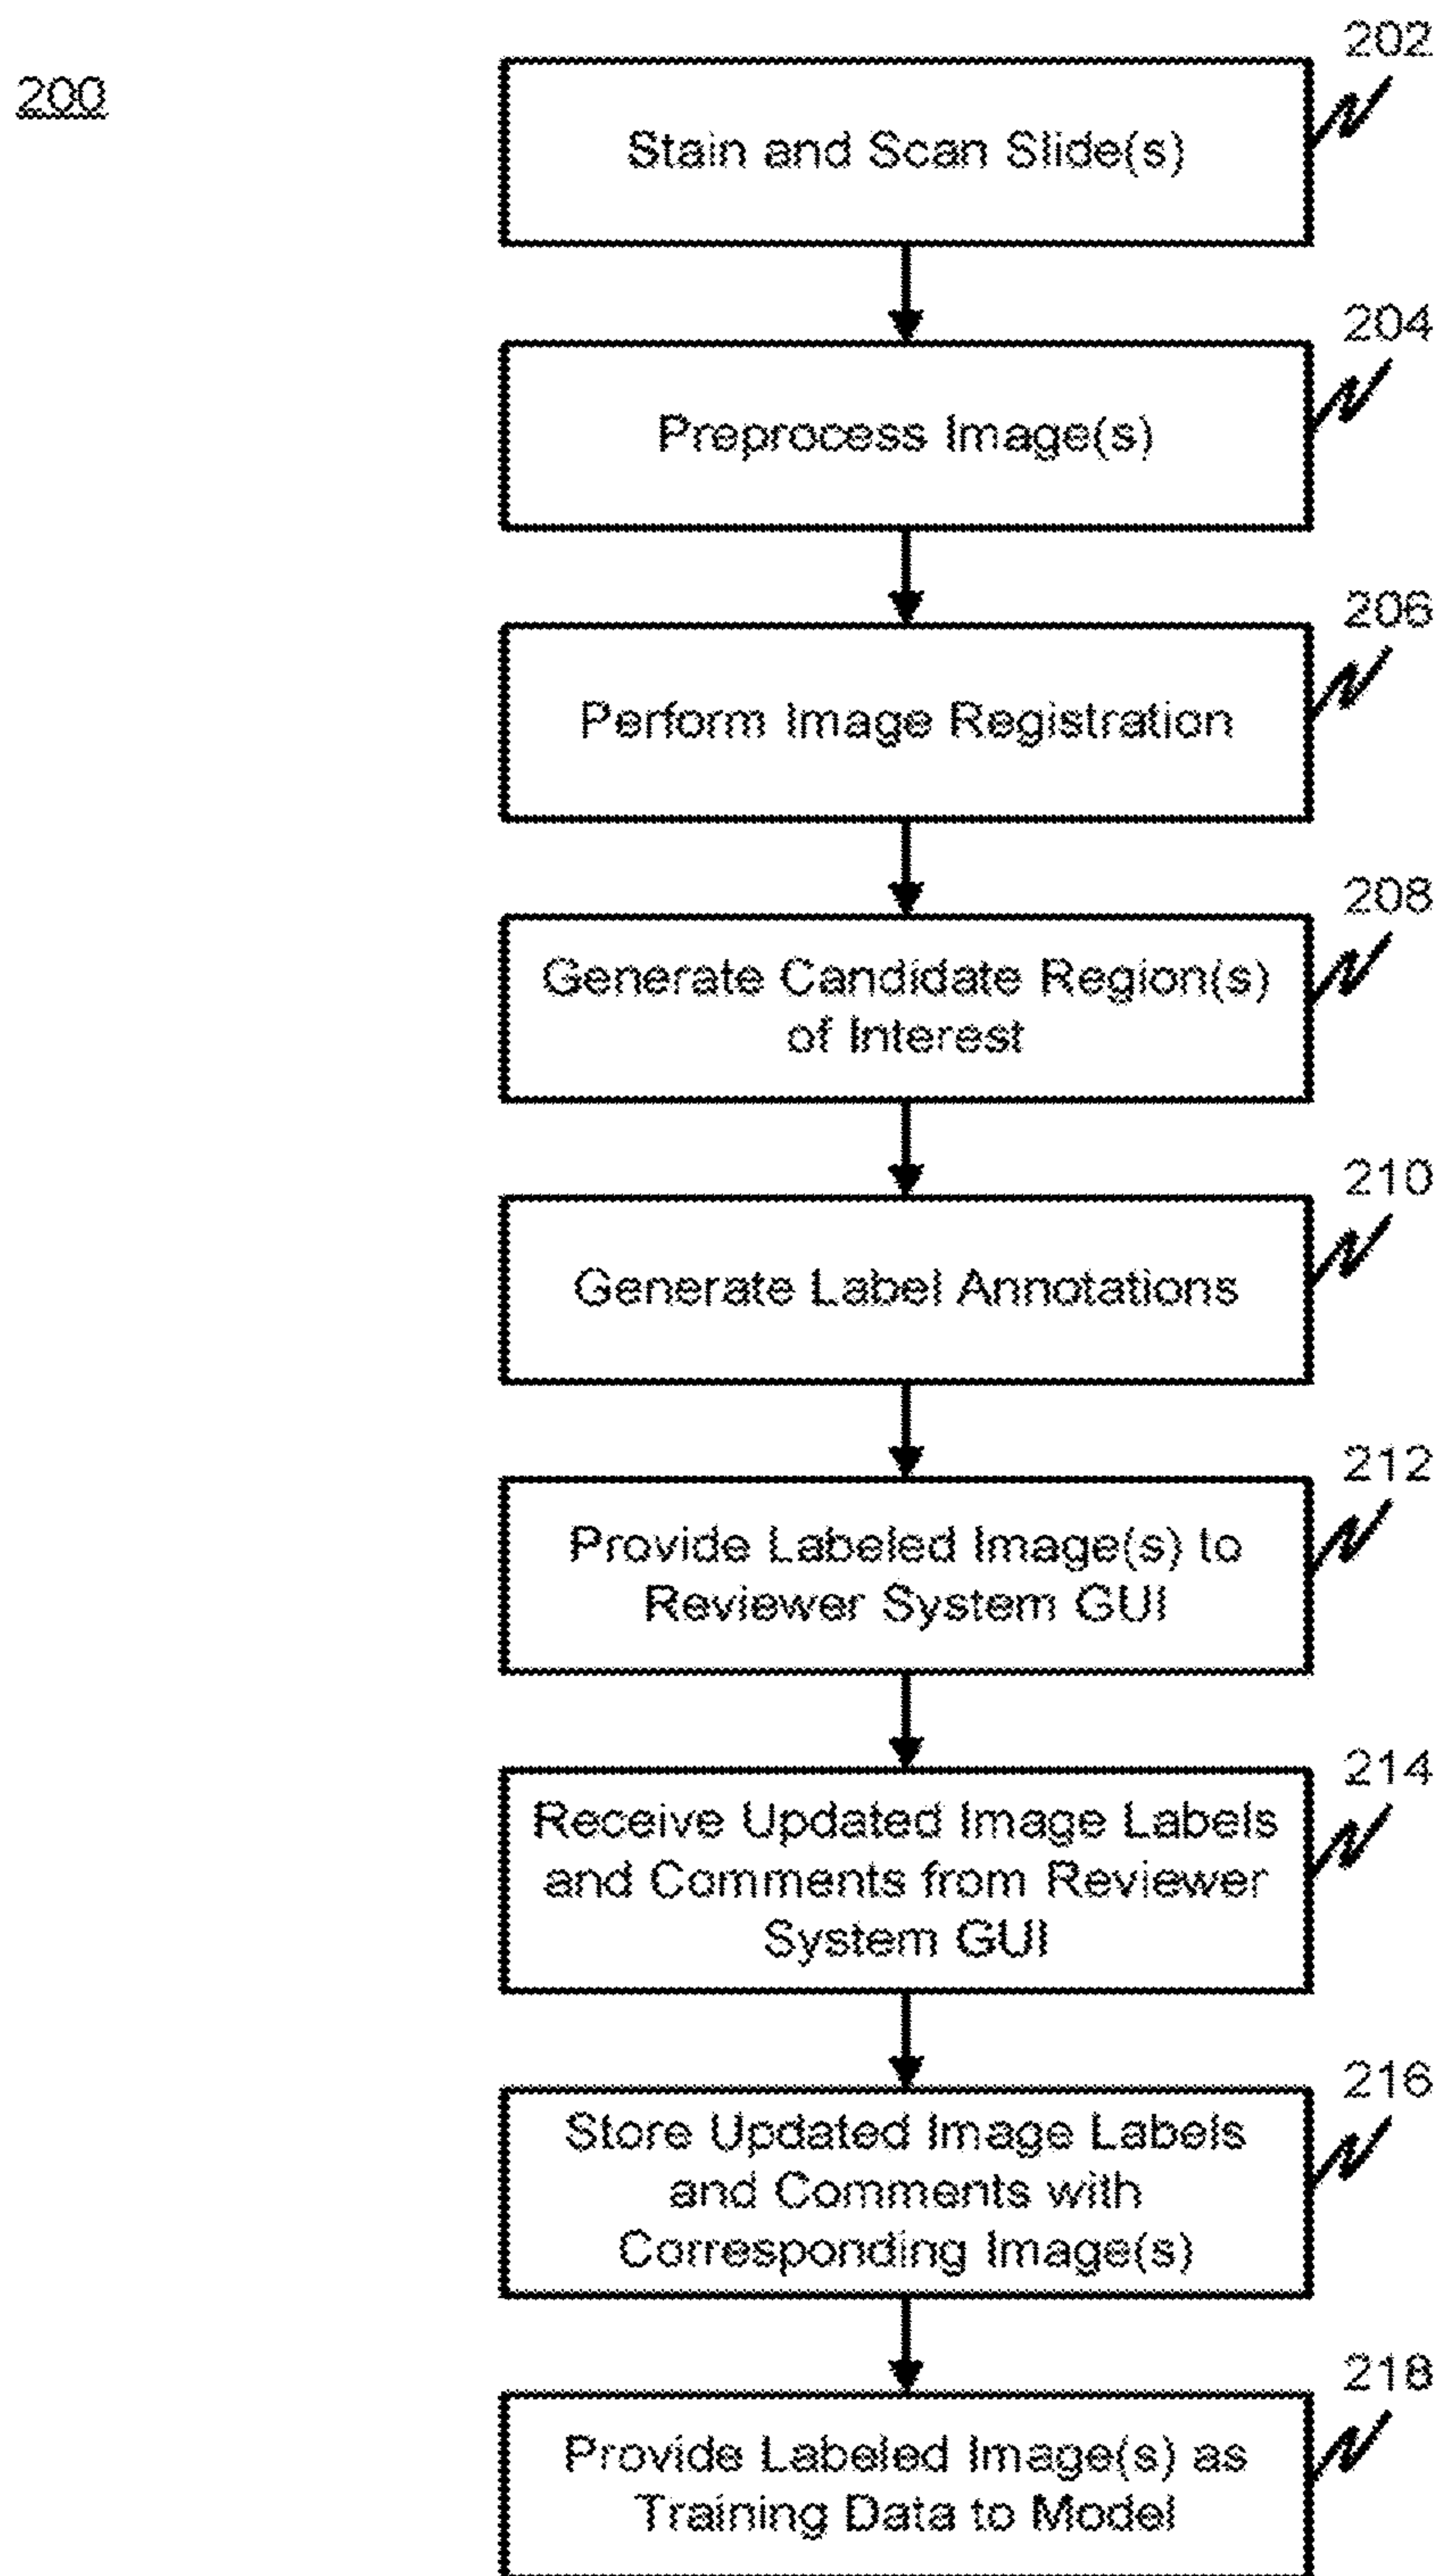 200
202
Stain and Scan Slide(s)
204
Preprocess Image(s)
206
Perform Image Registration
208
Generate Candidate Region(s)
of Interest
210
Generate Label Annotations
212
Provide Labeled Image(s) to
Reviewer System GUI
214
Receive Updated Image Labels
and Comments from Reviewer
System GUI
216
Store Updated Image Labels
and Comments with
Corresponding Image(s)
218
Provide Labeled Image(s) as
Training Data to Model